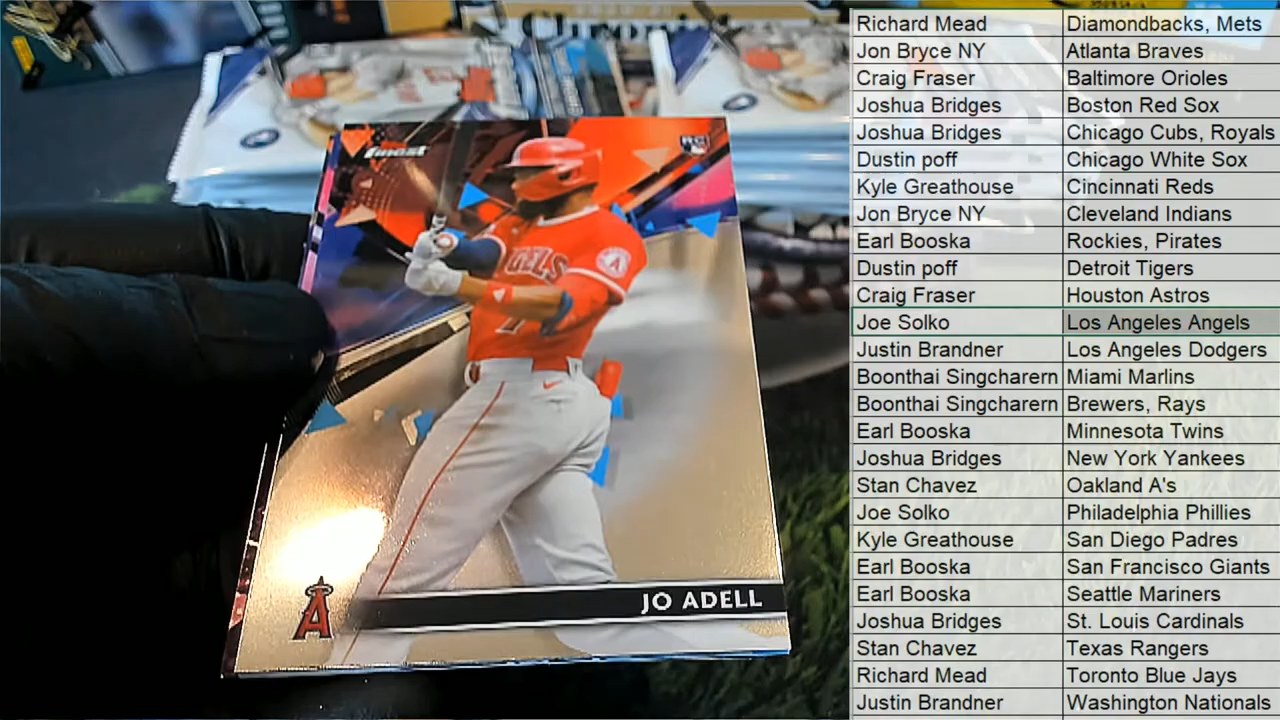 Chronicles
finest
RC
ANGELS
7
A
A
JO ADELL
Richard Mead Diamondbacks, Mets
Jon Bryce NY Atlanta Braves
Craig Fraser Baltimore Orioles
Joshua Bridges Boston Red Sox
Joshua Bridges Chicago Cubs, Royals
Dustin poff Chicago White Sox
Kyle Greathouse Cincinnati Reds
Jon Bryce NY Cleveland Indians
Earl Booska Rockies, Pirates
Dustin poff Detroit Tigers
Craig Fraser Houston Astros
Joe Solko Los Angeles Angels
Justin Brandner Los Angeles Dodgers
Boonthai Singcharern Miami Marlins
Boonthai Singcharern Brewers, Rays
Earl Booska Minnesota Twins
Joshua Bridges New York Yankees
Stan Chavez Oakland A's
Joe Solko Philadelphia Phillies
Kyle Greathouse San Diego Padres
Earl Booska San Francisco Giants
Earl Booska Seattle Mariners
Joshua Bridges St. Louis Cardinals
Stan Chavez Texas Rangers
Richard Mead Toronto Blue Jays
Justin Brandner Washington Nationals